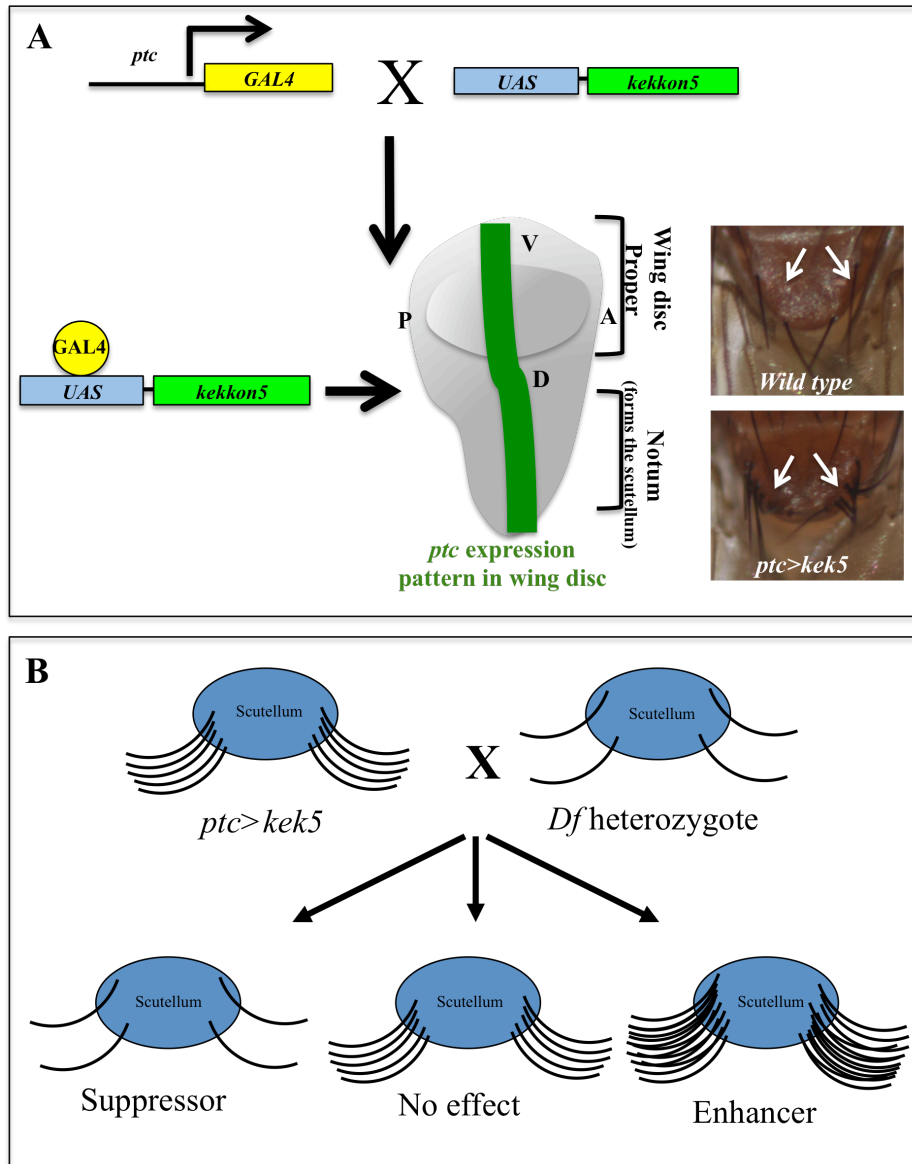 A
ptc
GAL4
X
UAS
kekkon5
V
P
A
D
Wing disc
Proper
Notum
(forms the scutellum)
GAL4
UAS
kekkon5
ptc expression
pattern in wing disc
Wild type
ptc>kek5
B
Scutellum
X
Scutellum
ptc>kek5
Df heterozygote
Scutellum
Scutellum
Scutellum
Suppressor
No effect
Enhancer